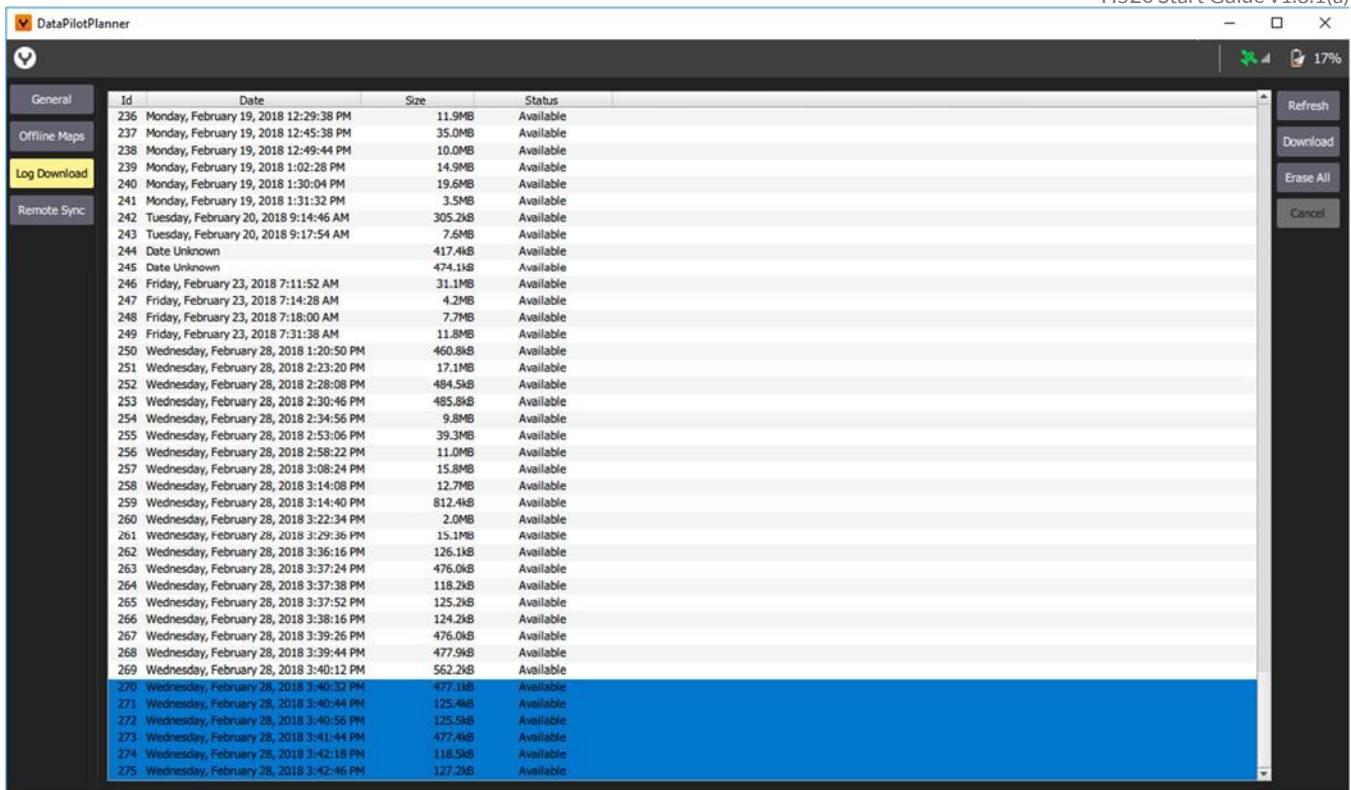 H520 Start Guide V1.8.1(a)
DataPilotPlanner
17%
General
Offline Maps
Log Download
Remote Sync
Id Date Size Status
236 Monday, February 19, 2018 12:29:38 PM 11.9MB Available
237 Monday, February 19, 2018 12:45:38 PM 35.0MB Available
238 Monday, February 19, 2018 12:49:44 PM 10.0MB Available
239 Monday, February 19, 2018 1:02:28 PM 14.9MB Available
240 Monday, February 19, 2018 1:30:04 PM 19.6MB Available
241 Monday, February 19, 2018 1:31:32 PM 3.5MB Available
242 Tuesday, February 20, 2018 9:14:46 AM 305.2kB Available
243 Tuesday, February 20, 2018 9:17:54 AM 7.6MB Available
244 Date Unknown 417.4kB Available
245 Date Unknown 474.1kB Available
246 Friday, February 23, 2018 7:11:52 AM 31.1MB Available
247 Friday, February 23, 2018 7:14:28 AM 4.2MB Available
248 Friday, February 23, 2018 7:18:00 AM 7.7MB Available
249 Friday, February 23, 2018 7:31:38 AM 11.8MB Available
250 Wednesday, February 28, 2018 1:20:50 PM 460.8kB Available
251 Wednesday, February 28, 2018 2:23:20 PM 17.1MB Available
252 Wednesday, February 28, 2018 2:28:08 PM 484.5kB Available
253 Wednesday, February 28, 2018 2:30:46 PM 485.8kB Available
254 Wednesday, February 28, 2018 2:34:56 PM 9.8MB Available
255 Wednesday, February 28, 2018 2:53:06 PM 39.3MB Available
256 Wednesday, February 28, 2018 2:58:22 PM 11.0MB Available
257 Wednesday, February 28, 2018 3:08:24 PM 15.8MB Available
258 Wednesday, February 28, 2018 3:14:08 PM 12.7MB Available
259 Wednesday, February 28, 2018 3:14:40 PM 812.4kB Available
260 Wednesday, February 28, 2018 3:22:34 PM 2.0MB Available
261 Wednesday, February 28, 2018 3:29:36 PM 15.1MB Available
262 Wednesday, February 28, 2018 3:36:16 PM 126.1kB Available
263 Wednesday, February 28, 2018 3:37:24 PM 476.0kB Available
264 Wednesday, February 28, 2018 3:37:38 PM 118.2kB Available
265 Wednesday, February 28, 2018 3:37:52 PM 125.2kB Available
266 Wednesday, February 28, 2018 3:38:16 PM 124.2kB Available
267 Wednesday, February 28, 2018 3:39:26 PM 476.0kB Available
268 Wednesday, February 28, 2018 3:39:44 PM 477.9kB Available
269 Wednesday, February 28, 2018 3:40:12 PM 562.2kB Available
270 Wednesday, February 28, 2018 3:40:32 PM 477.1kB Available
271 Wednesday, February 28, 2018 3:40:44 PM 125.4kB Available
272 Wednesday, February 28, 2018 3:40:56 PM 125.5kB Available
273 Wednesday, February 28, 2018 3:41:44 PM 477.4kB Available
274 Wednesday, February 28, 2018 3:42:18 PM 118.5kB Available
275 Wednesday, February 28, 2018 3:42:46 PM 127.2kB Available
Refresh
Download
Erase All
Cancel